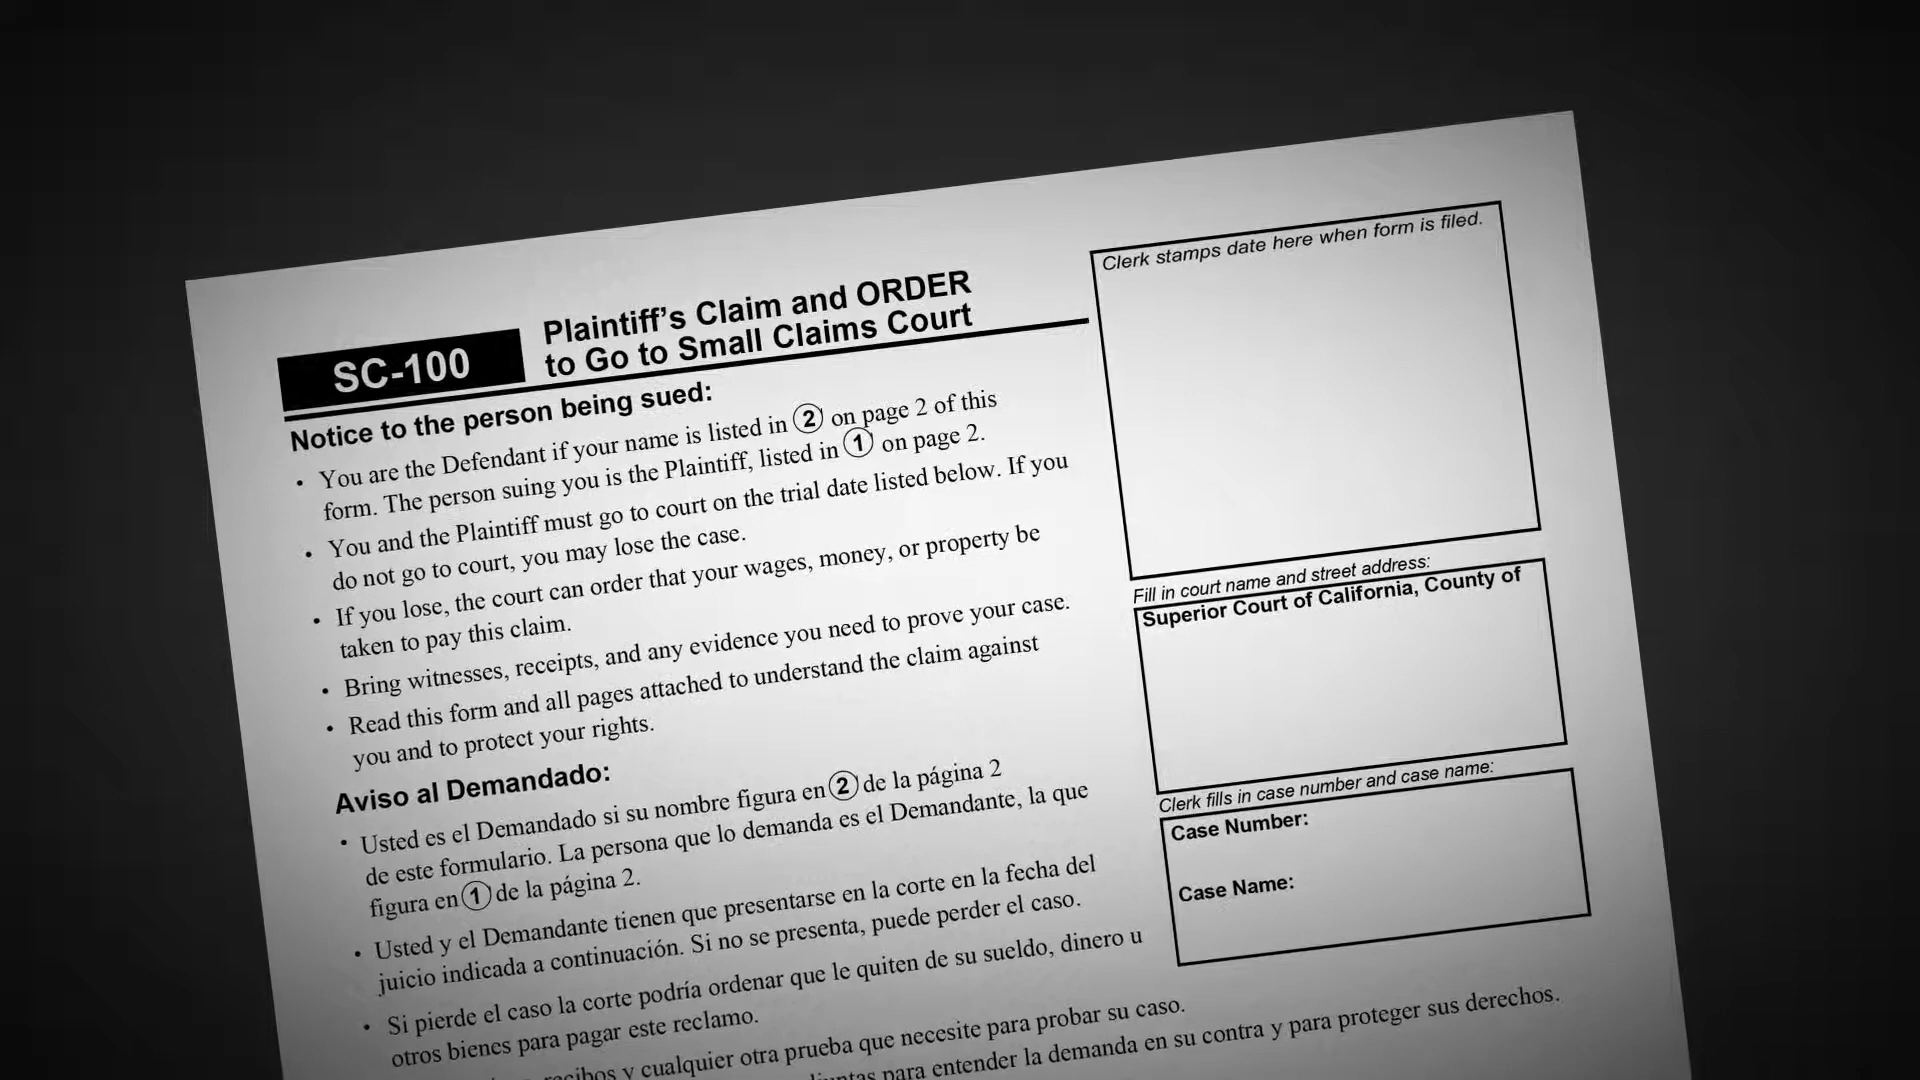 SC-100
Plaintiff's Claim and ORDER
to Go to Small Claims Court
Notice to the person being sued:
• You are the Defendant if your name is listed in 2 on page 2 of this
form. The person suing you is the Plaintiff, listed in 1 on page 2.
• You and the Plaintiff must go to court on the trial date listed below. If you
do not go to court, you may lose the case.
• If you lose, the court can order that your wages, money, or property be
taken to pay this claim.
• Bring witnesses, receipts, and any evidence you need to prove your case.
• Read this form and all pages attached to understand the claim against
you and to protect your rights.
Aviso al Demandado:
• Usted es el Demandado si su nombre figura en 2 de la página 2
de este formulario. La persona que lo demanda es el Demandante, la que
figura en 1 de la página 2.
• Usted y el Demandante tienen que presentarse en la corte en la fecha del
juicio indicada a continuación. Si no se presenta, puede perder el caso.
• Si pierde el caso la corte podría ordenar que le quiten de su sueldo, dinero u
otros bienes para pagar este reclamo.
y cualquier otra prueba que necesite para probar su caso.
para entender la demanda en su contra y para proteger sus derechos.
Clerk stamps date here when form is filed.
Fill in court name and street address:
Superior Court of California, County of
Clerk fills in case number and case name:
Case Number:
Case Name: